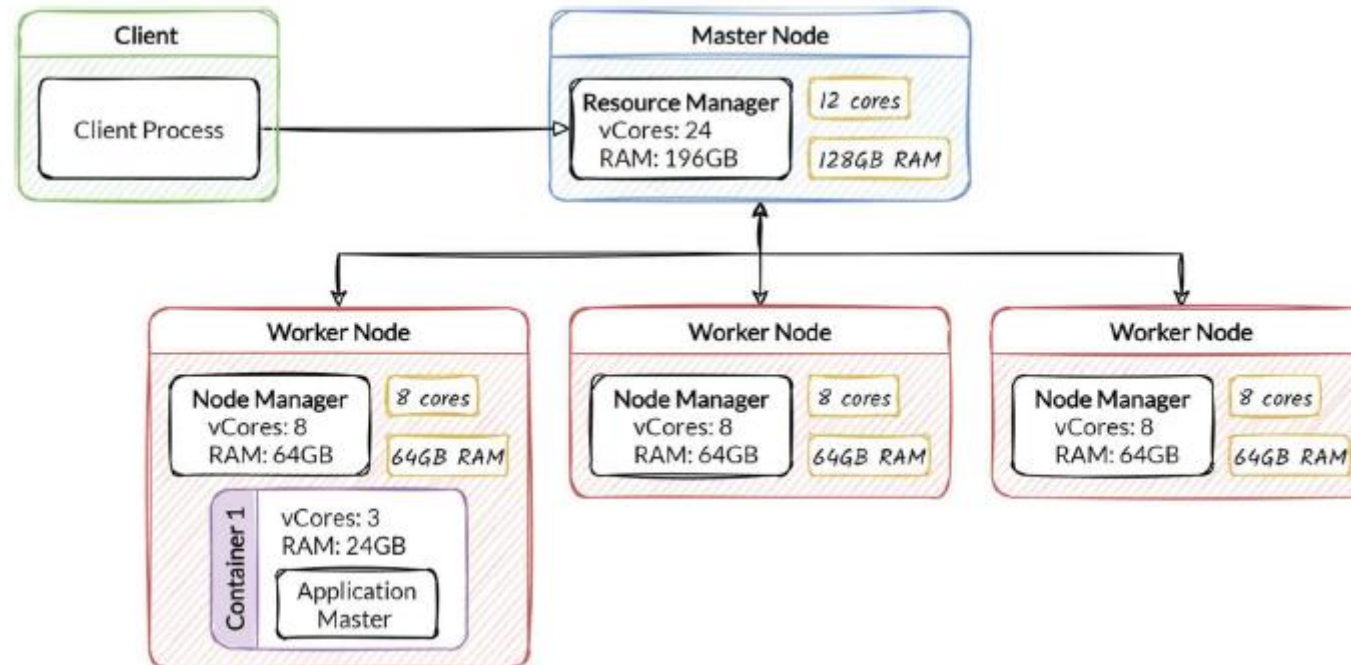 Client
Client Process
Master Node
Resource Manager
vCores: 24
RAM: 196GB
12 cores
128GB RAM
Worker Node
Node Manager
vCores: 8
RAM: 64GB
8 cores
64GB RAM
Container 1
vCores: 3
RAM: 24GB
Application
Master
Worker Node
Node Manager
vCores: 8
RAM: 64GB
8 cores
64GB RAM
Worker Node
Node Manager
vCores: 8
RAM: 64GB
8 cores
64GB RAM